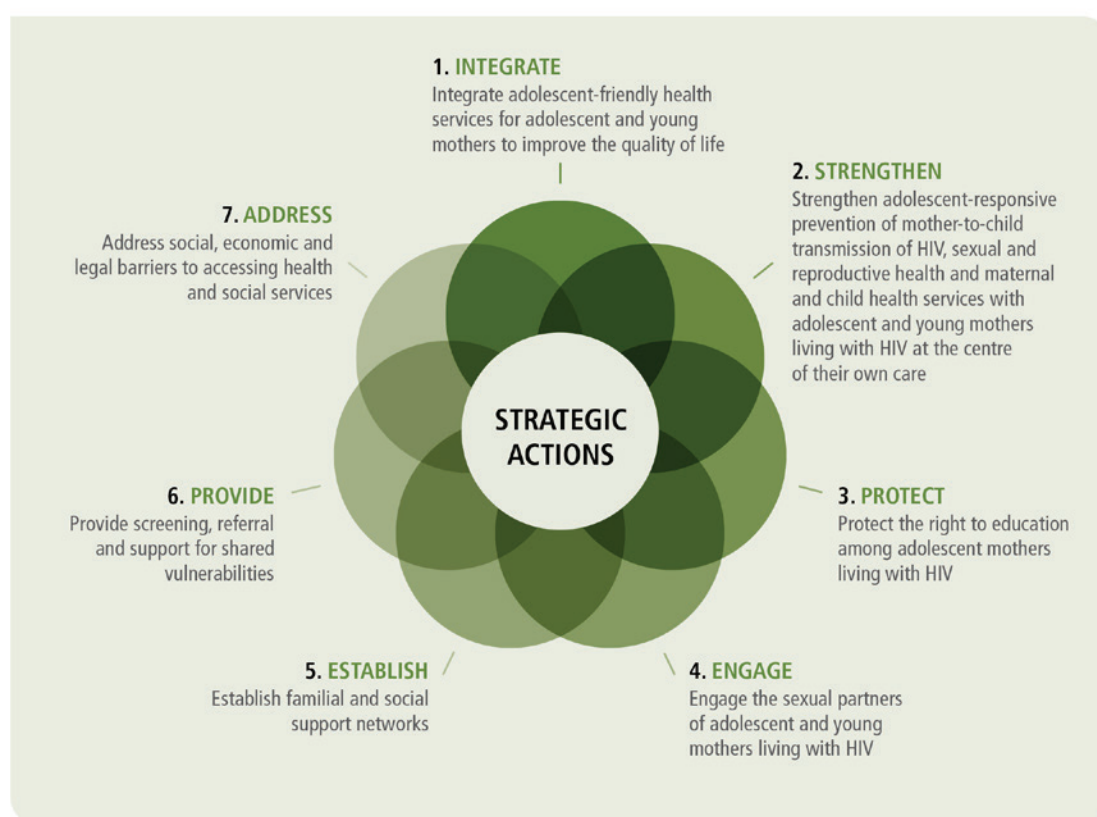 1. INTEGRATE
Integrate adolescent-friendly health
services for adolescent and young
mothers to improve the quality of life
2. STRENGTHEN
Strengthen adolescent-responsive
prevention of mother-to-child
transmission of HIV, sexual and
reproductive health and maternal
and child health services with
adolescent and young mothers
living with HIV at the centre
of their own care
3. PROTECT
Protect the right to education
among adolescent mothers
living with HIV
4. ENGAGE
Engage the sexual partners
of adolescent and young
mothers living with HIV
5. ESTABLISH
Establish familial and social
support networks
6. PROVIDE
Provide screening, referral
and support for shared
vulnerabilities
7. ADDRESS
Address social, economic and
legal barriers to accessing health
and social services
STRATEGIC
ACTIONS